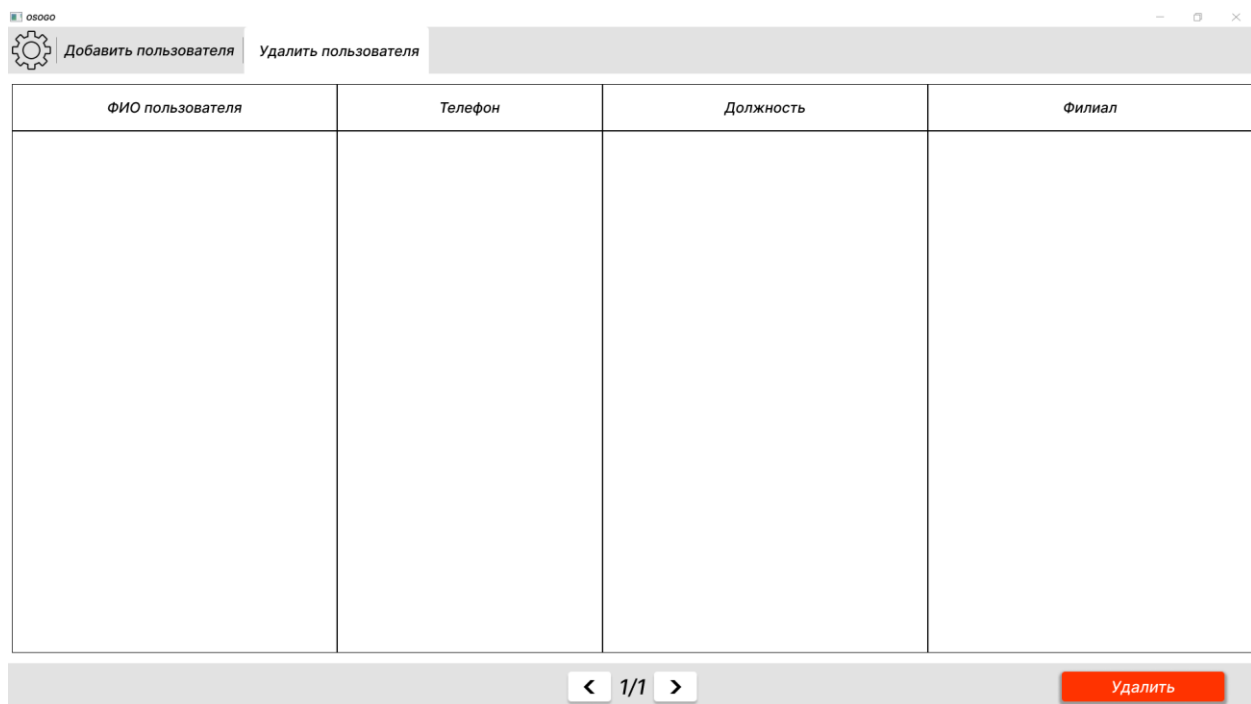 OSOGO
Добавить пользователя
Удалить пользователя
ФИО пользователя
Телефон
Должность
Филиал
1/1
Удалить